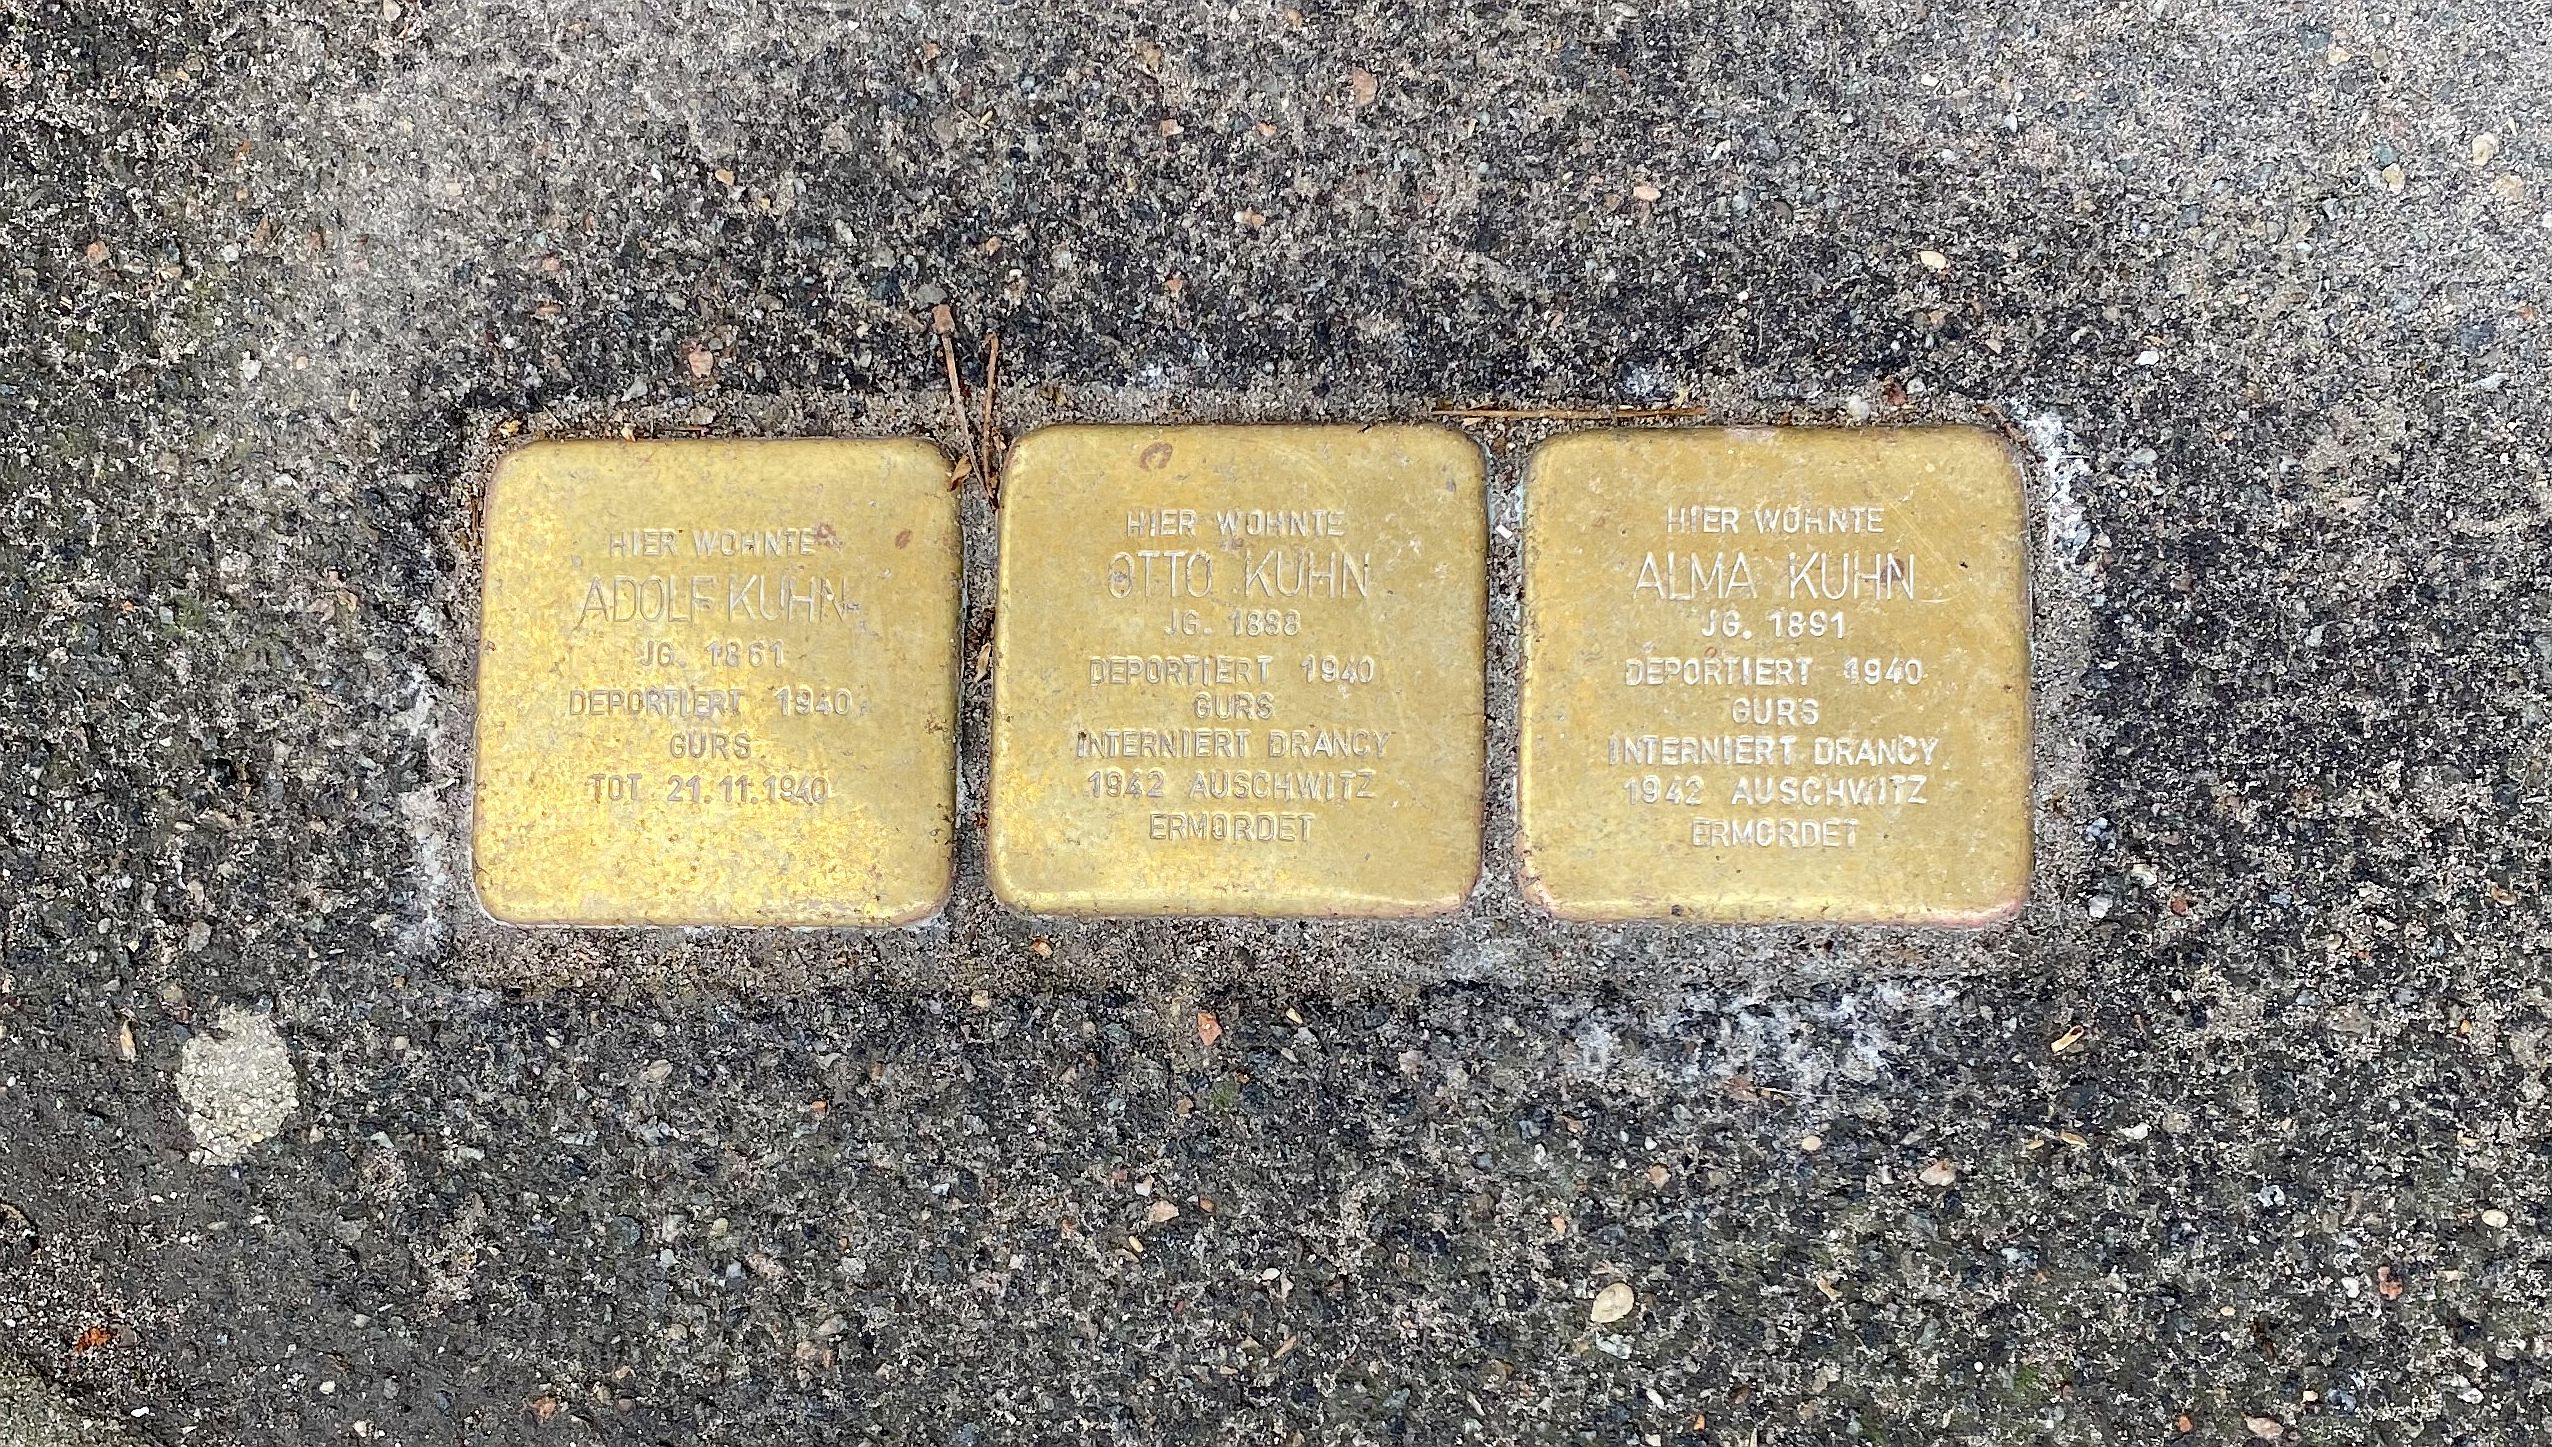 HIER WOHNTE
ADOLF KUHN
JG. 1861
DEPORTIERT 1940
GURS
TOT 21.11.1940
HIER WOHNTE
OTTO KUHN
JG. 1888
DEPORTIERT 1940
GURS
INTERNIERT DRANCY
1942 AUSCHWITZ
ERMORDET
HIER WOHNTE
ALMA KUHN
JG. 1891
DEPORTIERT 1940
GURS
INTERNIERT DRANCY
1942 AUSCHWITZ
ERMORDET